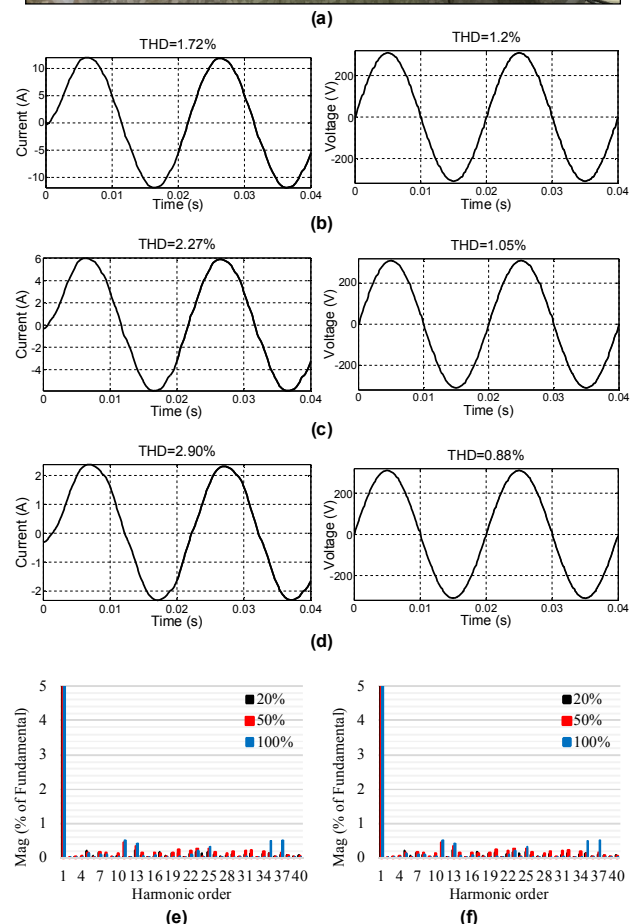 (a)
THD=1.72%
Current (A)
10
5
0
-5
-10
0 0.01 0.02 0.03 0.04
Time (s)
THD=1.2%
Voltage (V)
200
0
-200
0 0.01 0.02 0.03 0.04
Time (s)
(b)
THD=2.27%
Current (A)
6
4
2
0
-2
-4
0 0.01 0.02 0.03 0.04
Time (s)
THD=1.05%
Voltage (V)
200
0
-200
0 0.01 0.02 0.03 0.04
Time (s)
(c)
THD=2.90%
Current (A)
2
1
0
-1
-2
0 0.01 0.02 0.03 0.04
Time (s)
THD=0.88%
Voltage (V)
200
0
-200
0 0.01 0.02 0.03 0.04
Time (s)
(d)
Mag (% of Fundamental)
5
4
3
2
1
0
20%
50%
100%
1 4 7 10 13 16 19 22 25 28 31 34 37 40
Harmonic order
(e)
Mag (% of Fundamental)
5
4
3
2
1
0
20%
50%
100%
1 4 7 10 13 16 19 22 25 28 31 34 37 40
Harmonic order
(f)